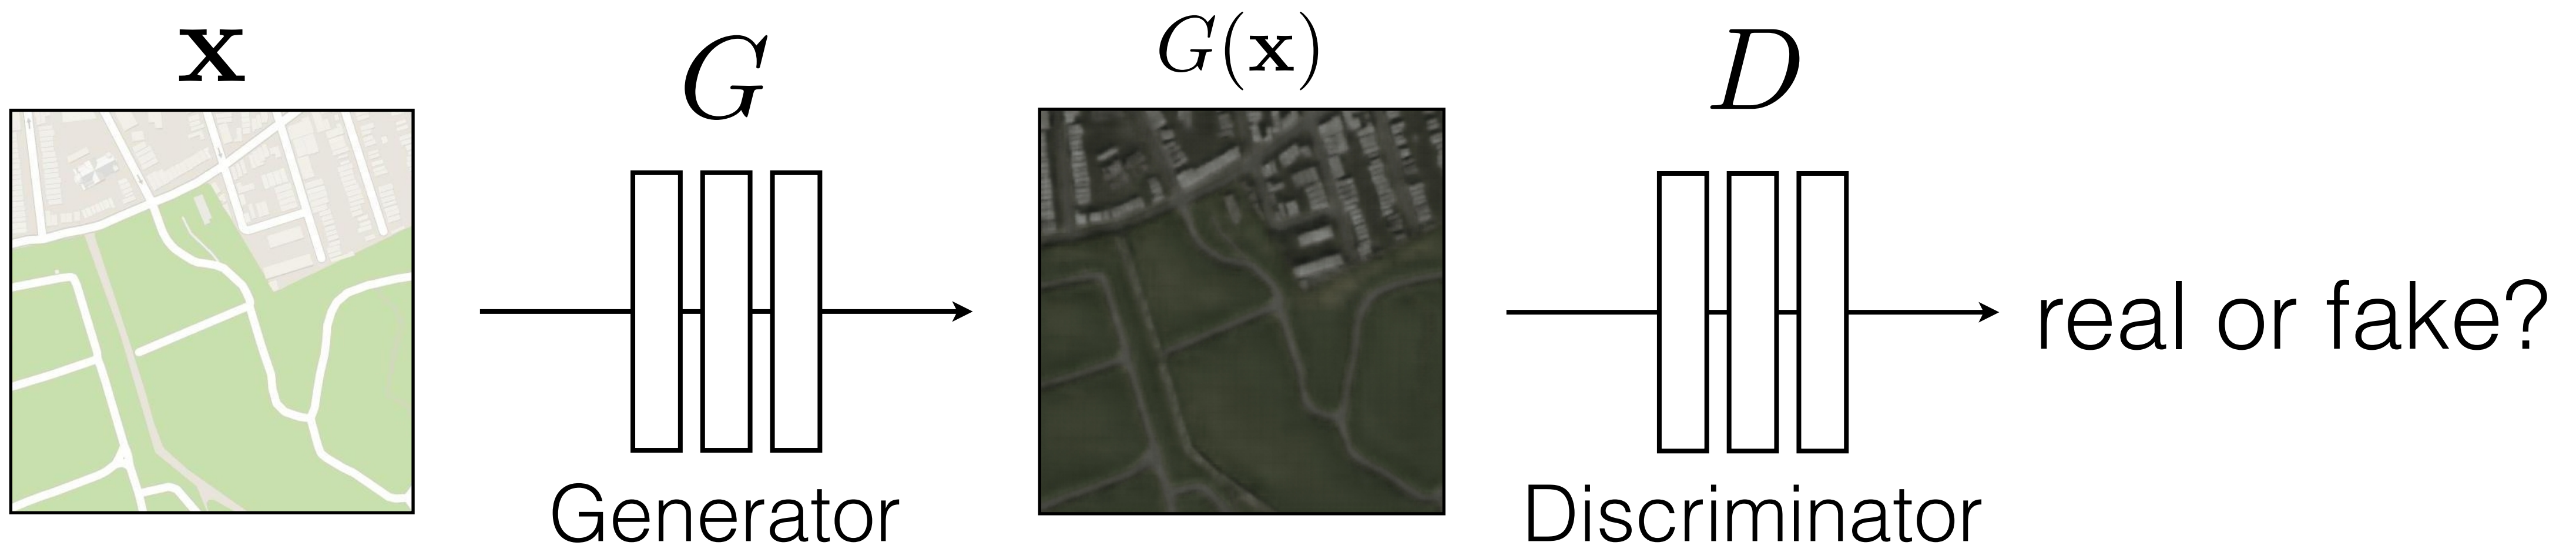 x
G
Generator
G(x)
D
Discriminator
real or fake?